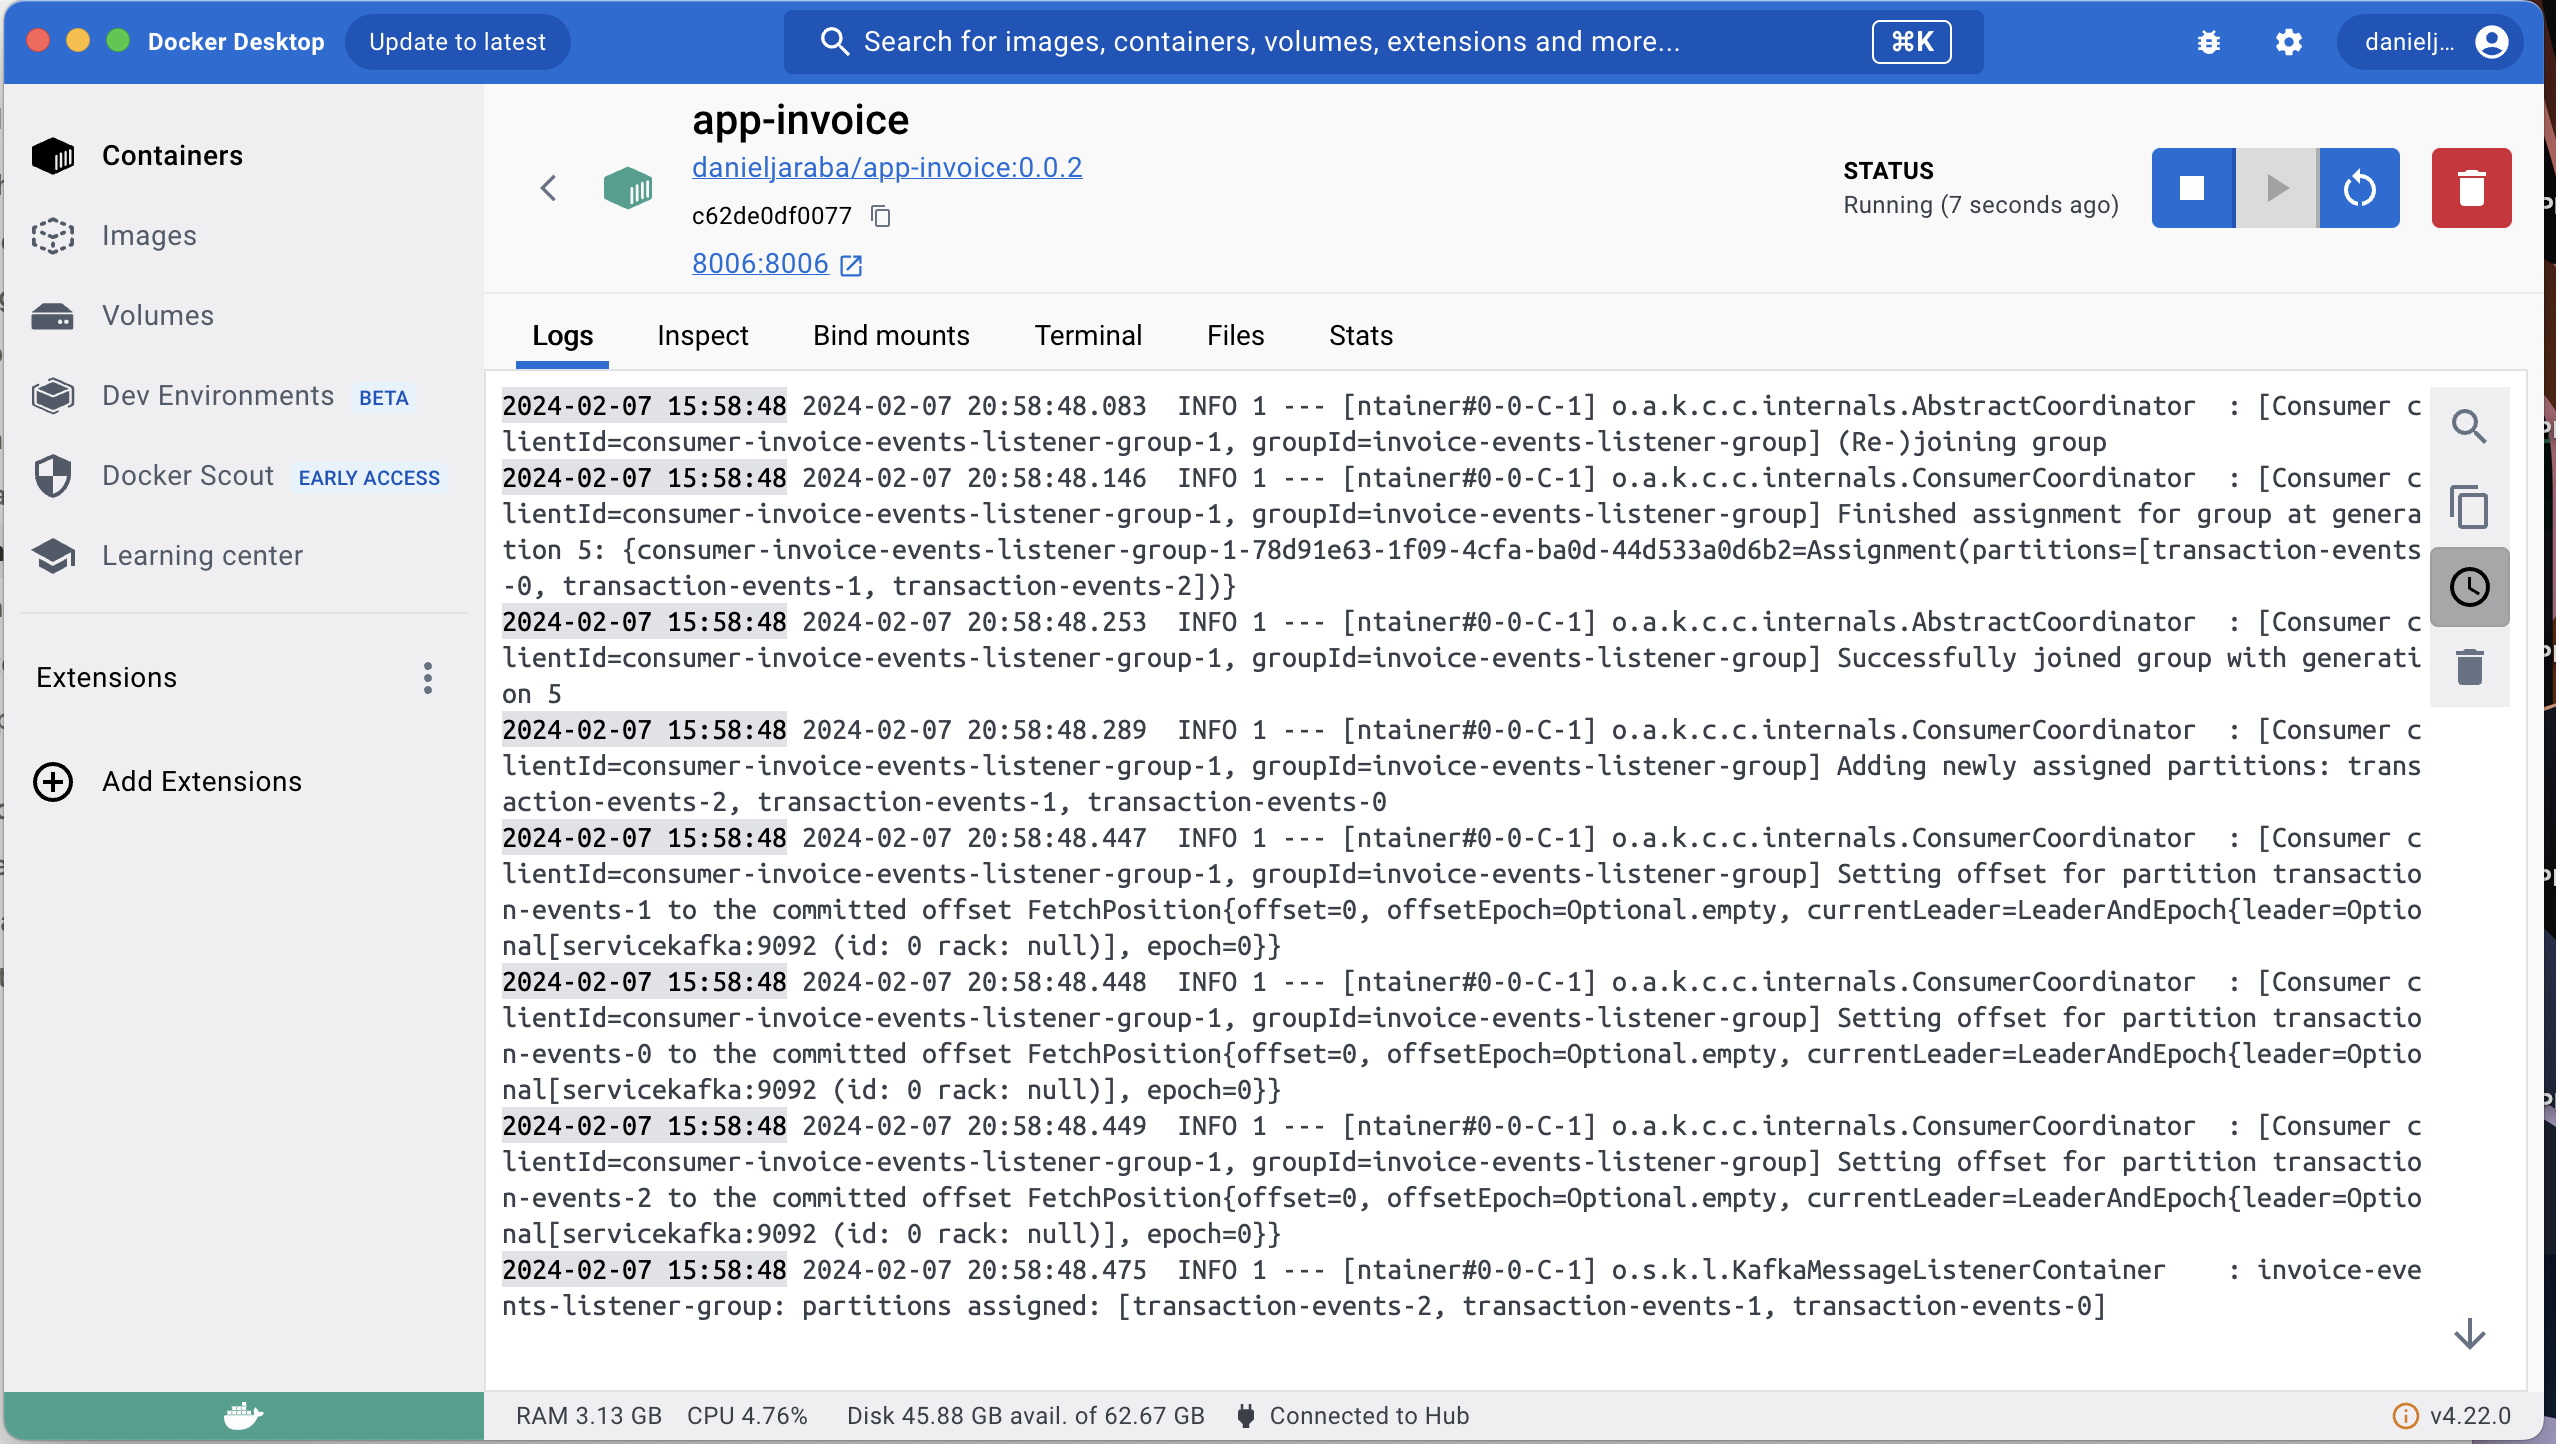 Docker Desktop
Update to latest
Search for images, containers, volumes, extensions and more...
⌘K
danielj...
Containers
Images
Volumes
Dev Environments BETA
Docker Scout EARLY ACCESS
Learning center
Extensions
Add Extensions
app-invoice
danieljaraba/app-invoice:0.0.2
c62de0df0077
8006:8006
STATUS
Running (7 seconds ago)
Logs Inspect Bind mounts Terminal Files Stats
2024-02-07 15:58:48 2024-02-07 20:58:48.083  INFO 1 --- [ntainer#0-0-C-1] o.a.k.c.c.internals.AbstractCoordinator  : [Consumer c
lientId=consumer-invoice-events-listener-group-1, groupId=invoice-events-listener-group] (Re-)joining group
2024-02-07 15:58:48 2024-02-07 20:58:48.146  INFO 1 --- [ntainer#0-0-C-1] o.a.k.c.c.internals.ConsumerCoordinator  : [Consumer c
lientId=consumer-invoice-events-listener-group-1, groupId=invoice-events-listener-group] Finished assignment for group at genera
tion 5: {consumer-invoice-events-listener-group-1-78d91e63-1f09-4cfa-ba0d-44d533a0d6b2=Assignment(partitions=[transaction-events
-0, transaction-events-1, transaction-events-2])}
2024-02-07 15:58:48 2024-02-07 20:58:48.253  INFO 1 --- [ntainer#0-0-C-1] o.a.k.c.c.internals.AbstractCoordinator  : [Consumer c
lientId=consumer-invoice-events-listener-group-1, groupId=invoice-events-listener-group] Successfully joined group with generati
on 5
2024-02-07 15:58:48 2024-02-07 20:58:48.289  INFO 1 --- [ntainer#0-0-C-1] o.a.k.c.c.internals.ConsumerCoordinator  : [Consumer c
lientId=consumer-invoice-events-listener-group-1, groupId=invoice-events-listener-group] Adding newly assigned partitions: trans
action-events-2, transaction-events-1, transaction-events-0
2024-02-07 15:58:48 2024-02-07 20:58:48.447  INFO 1 --- [ntainer#0-0-C-1] o.a.k.c.c.internals.ConsumerCoordinator  : [Consumer c
lientId=consumer-invoice-events-listener-group-1, groupId=invoice-events-listener-group] Setting offset for partition transactio
n-events-1 to the committed offset FetchPosition{offset=0, offsetEpoch=Optional.empty, currentLeader=LeaderAndEpoch{leader=Optio
nal[servicekafka:9092 (id: 0 rack: null)], epoch=0}}
2024-02-07 15:58:48 2024-02-07 20:58:48.448  INFO 1 --- [ntainer#0-0-C-1] o.a.k.c.c.internals.ConsumerCoordinator  : [Consumer c
lientId=consumer-invoice-events-listener-group-1, groupId=invoice-events-listener-group] Setting offset for partition transactio
n-events-0 to the committed offset FetchPosition{offset=0, offsetEpoch=Optional.empty, currentLeader=LeaderAndEpoch{leader=Optio
nal[servicekafka:9092 (id: 0 rack: null)], epoch=0}}
2024-02-07 15:58:48 2024-02-07 20:58:48.449  INFO 1 --- [ntainer#0-0-C-1] o.a.k.c.c.internals.ConsumerCoordinator  : [Consumer c
lientId=consumer-invoice-events-listener-group-1, groupId=invoice-events-listener-group] Setting offset for partition transactio
n-events-2 to the committed offset FetchPosition{offset=0, offsetEpoch=Optional.empty, currentLeader=LeaderAndEpoch{leader=Optio
nal[servicekafka:9092 (id: 0 rack: null)], epoch=0}}
2024-02-07 15:58:48 2024-02-07 20:58:48.475  INFO 1 --- [ntainer#0-0-C-1] o.s.k.l.KafkaMessageListenerContainer    : invoice-eve
nts-listener-group: partitions assigned: [transaction-events-2, transaction-events-1, transaction-events-0]
RAM 3.13 GB CPU 4.76% Disk 45.88 GB avail. of 62.67 GB Connected to Hub
v4.22.0